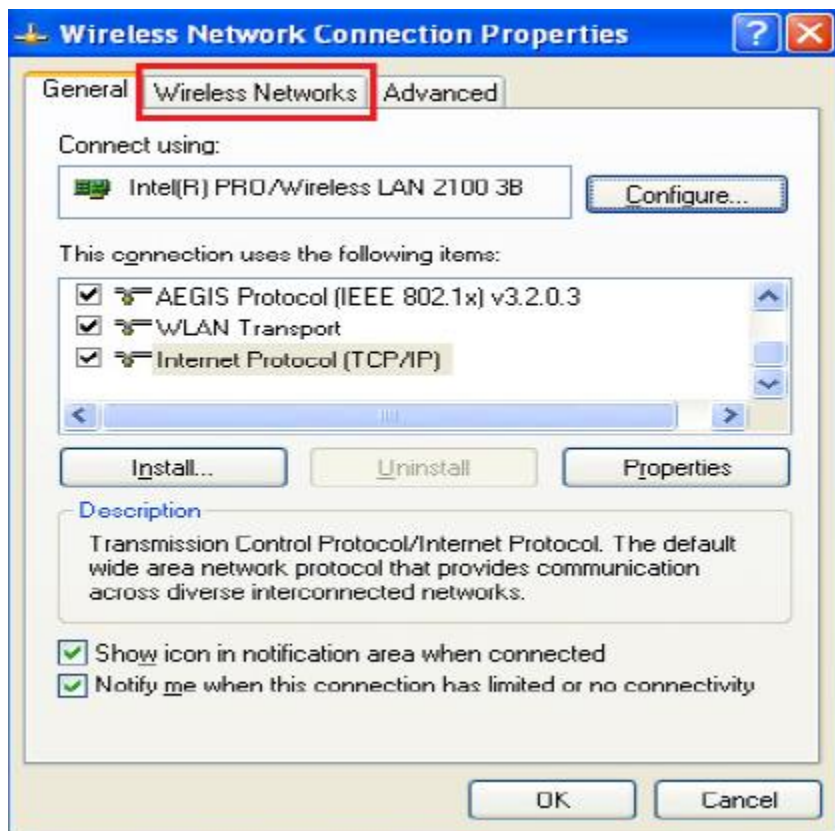 Wireless Network Connection Properties
General Wireless Networks Advanced
Connect using:
Intel(R) PRO/Wireless LAN 2100 3B Configure...
This connection uses the following items:
AEGIS Protocol (IEEE 802.1x) v3.2.0.3
WLAN Transport
Internet Protocol (TCP/IP)
Install... Uninstall Properties
Description
Transmission Control Protocol/Internet Protocol. The default
wide area network protocol that provides communication
across diverse interconnected networks.
Show icon in notification area when connected
Notify me when this connection has limited or no connectivity
OK Cancel